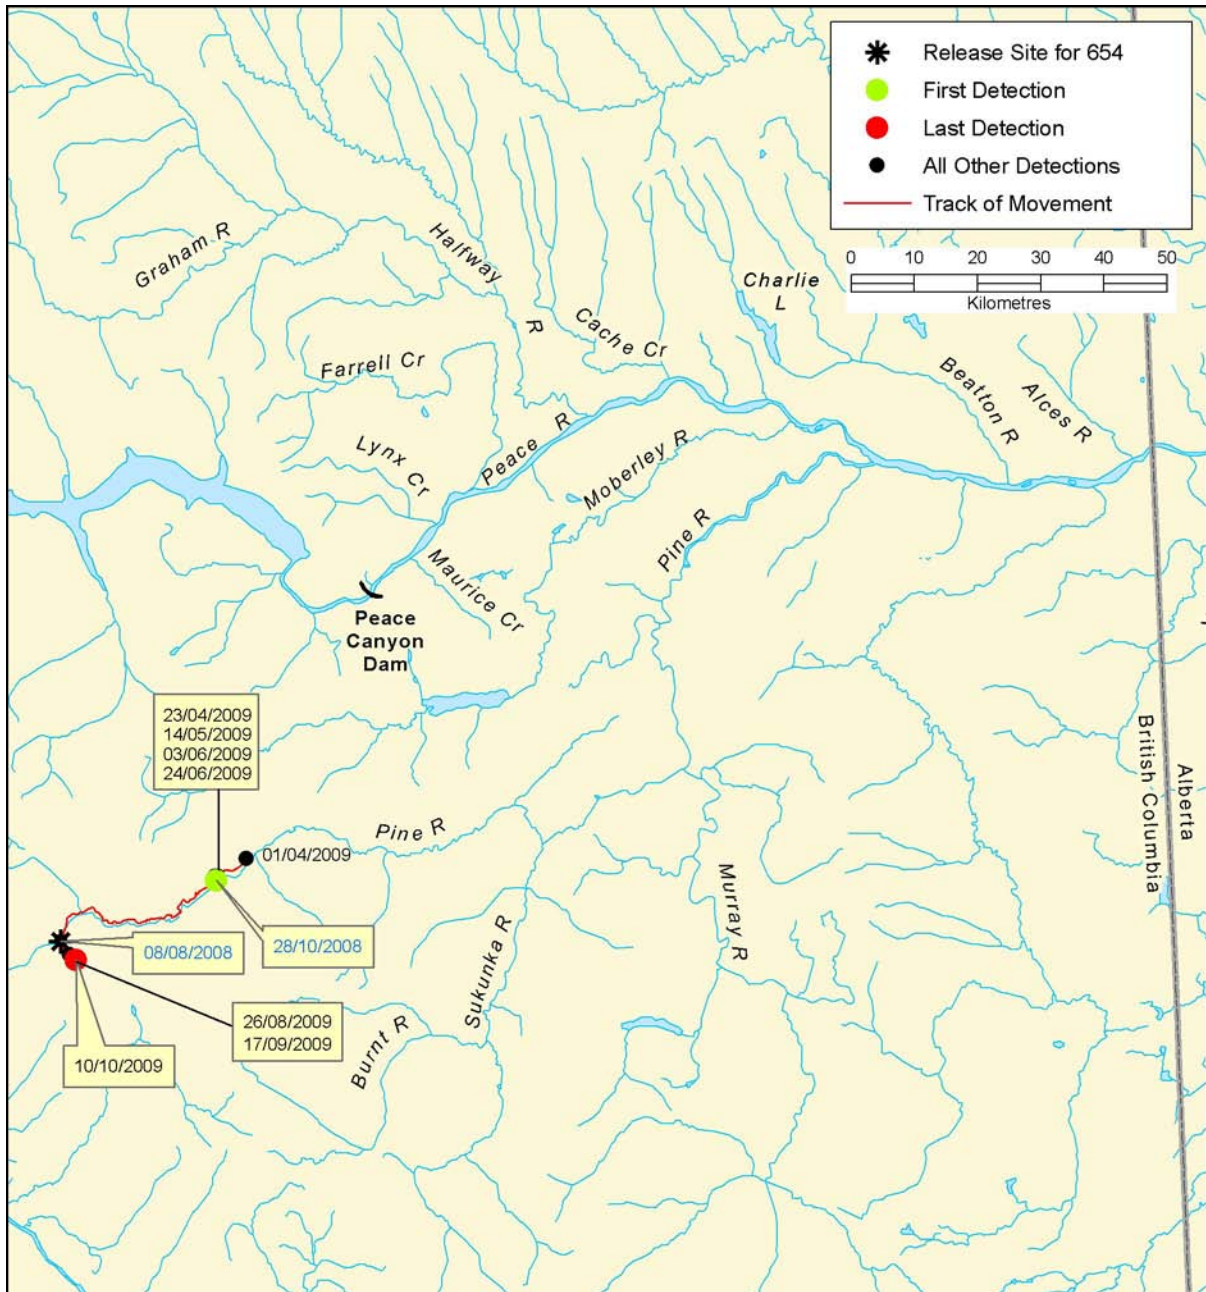 Release Site for 654
First Detection
Last Detection
All Other Detections
Track of Movement
0 10 20 30 40 50
Kilometres
Graham R
Halfway
R
Charlie
L
Cache Cr
Farrell Cr
Beatton R
Alces R
Lynx Cr
Peace R
Moberley R
Pine R
Maurice Cr
Peace
Canyon
Dam
23/04/2009
14/05/2009
03/06/2009
24/06/2009
British Columbia
Alberta
Pine R
01/04/2009
Murray R
08/08/2008
28/10/2008
Sukunka R
26/08/2009
17/09/2009
Burnt R
10/10/2009